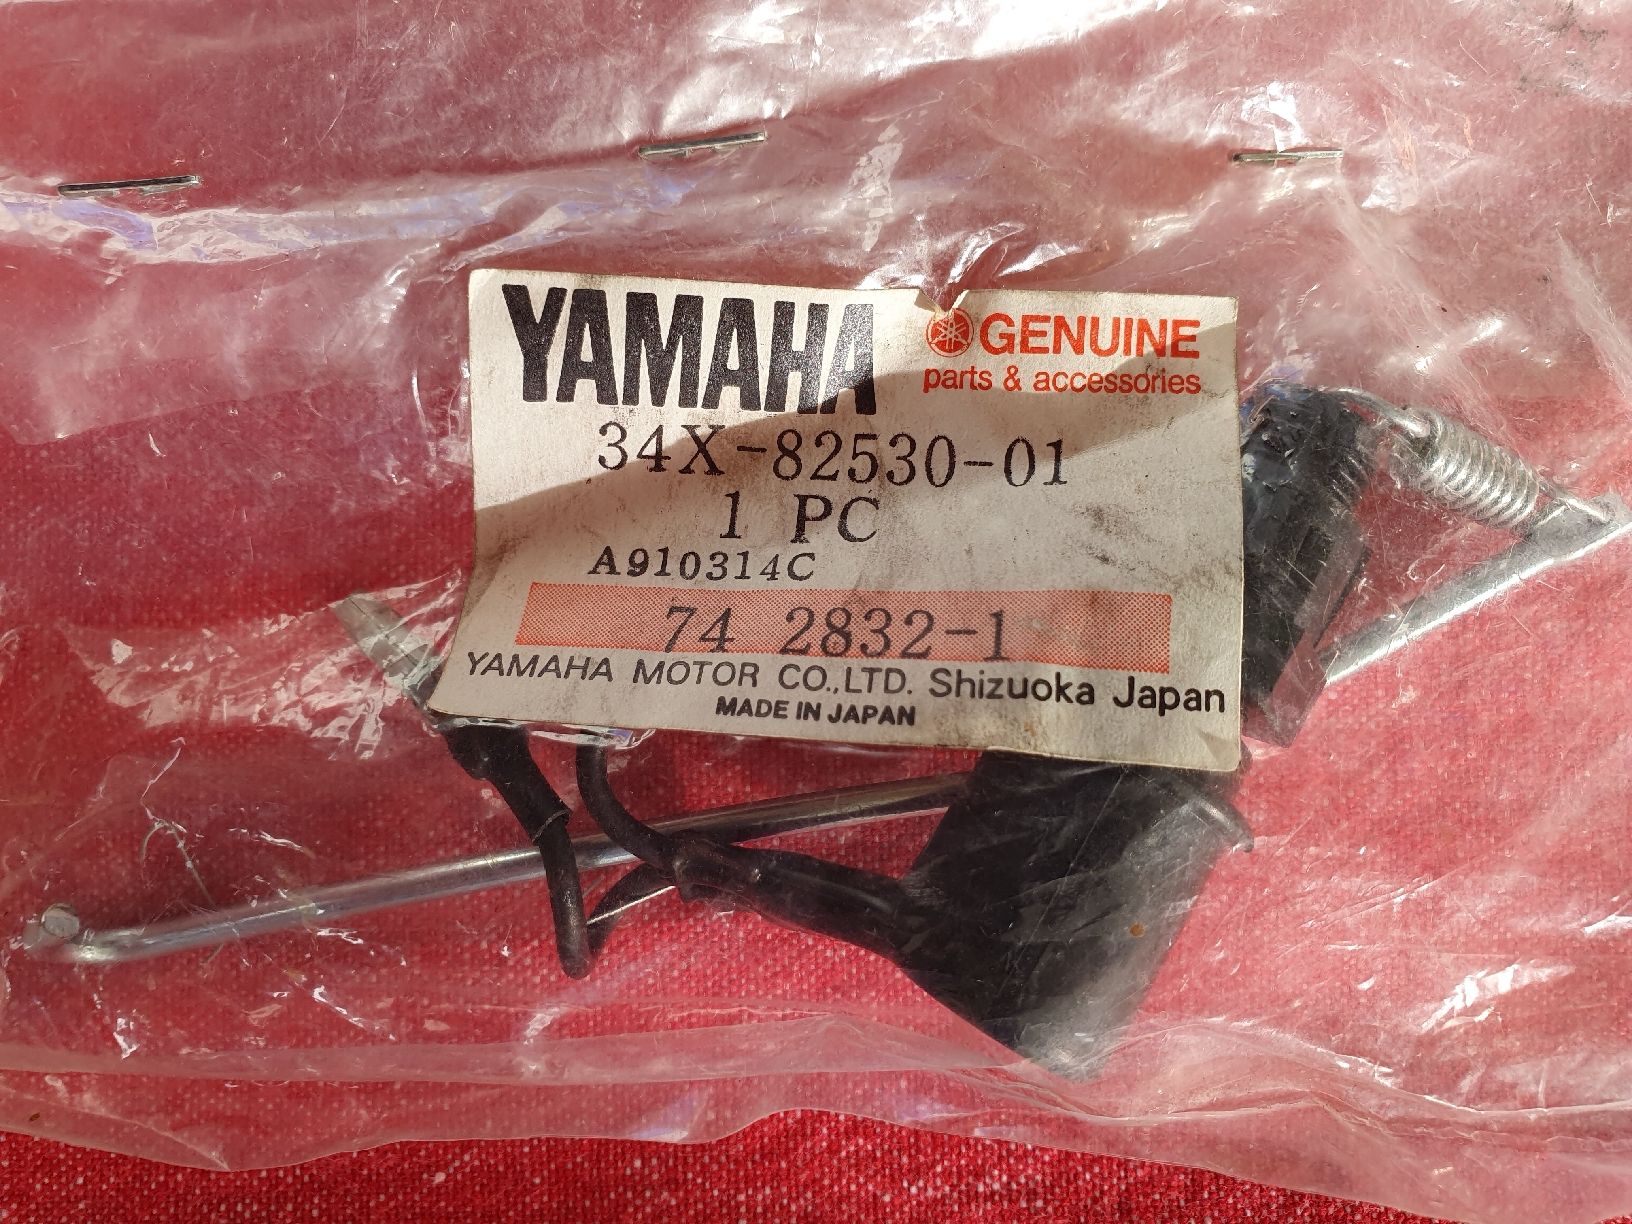 YAMAHA GENUINE
parts & accessories
34X-82530-01
1 PC
A910314C
74 2832-1
YAMAHA MOTOR CO.,LTD. Shizuoka Japan
MADE IN JAPAN